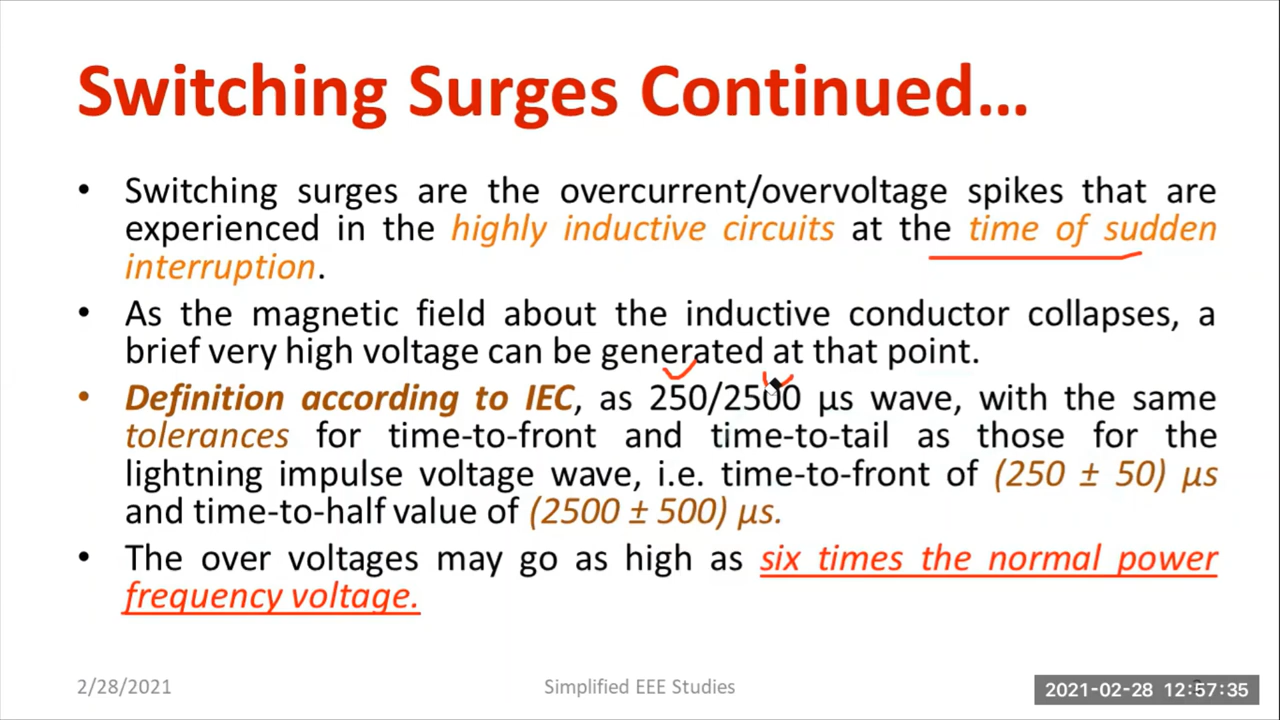 Switching Surges Continued...
• Switching surges are the overcurrent/overvoltage spikes that are
experienced in the highly inductive circuits at the time of sudden
interruption.
• As the magnetic field about the inductive conductor collapses, a
brief very high voltage can be generated at that point.
• Definition according to IEC, as 250/2500 μs wave, with the same
tolerances for time-to-front and time-to-tail as those for the
lightning impulse voltage wave, i.e. time-to-front of (250 ± 50) μs
and time-to-half value of (2500 ± 500) μs.
• The over voltages may go as high as six times the normal power
frequency voltage.
2/28/2021 Simplified EEE Studies 2021-02-28 12:57:35